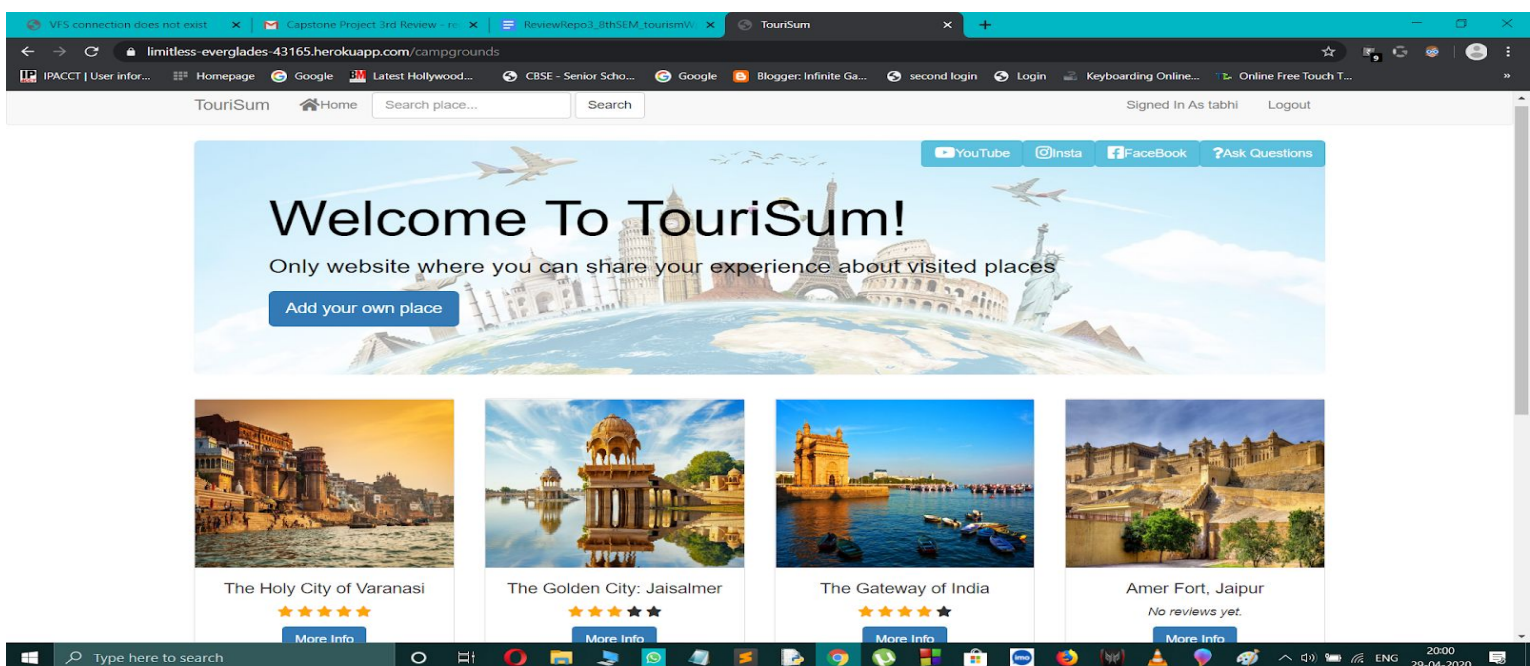 VFS connection does not exist
Capstone Project 3rd Review - re
ReviewRepo3_8thSEM_tourismW
TouriSum
limitless-everglades-43165.herokuapp.com/campgrounds
IPACCT | User infor...
Homepage
Google
Latest Hollywood...
CBSE - Senior Scho...
Google
Blogger: Infinite Ga...
second login
Login
Keyboarding Online...
Online Free Touch T...
»
TouriSum Home Search place... Search Signed In As tabhi Logout
YouTube Insta FaceBook ?Ask Questions
Welcome To TouriSum!
Only website where you can share your experience about visited places
Add your own place
The Holy City of Varanasi
More Info
The Golden City: Jaisalmer
More Info
The Gateway of India
More Info
Amer Fort, Jaipur
No reviews yet.
More Info
Type here to search
imo
ENG
20:00
29-04-2020